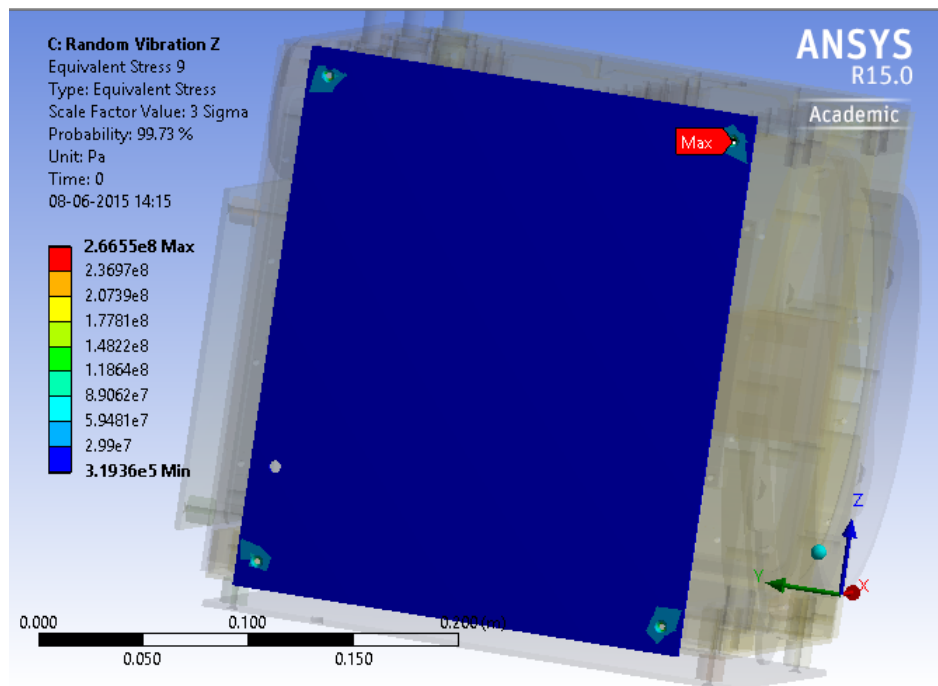 C: Random Vibration Z
Equivalent Stress 9
Type: Equivalent Stress
Scale Factor Value: 3 Sigma
Probability: 99.73 %
Unit: Pa
Time: 0
08-06-2015 14:15
ANSYS
R15.0
Academic
Max
2.6655e8 Max
2.3697e8
2.0739e8
1.7781e8
1.4822e8
1.1864e8
8.9062e7
5.9481e7
2.99e7
3.1936e5 Min
Z
Y
X
0.000 0.100 0.200 (m)
0.050 0.150